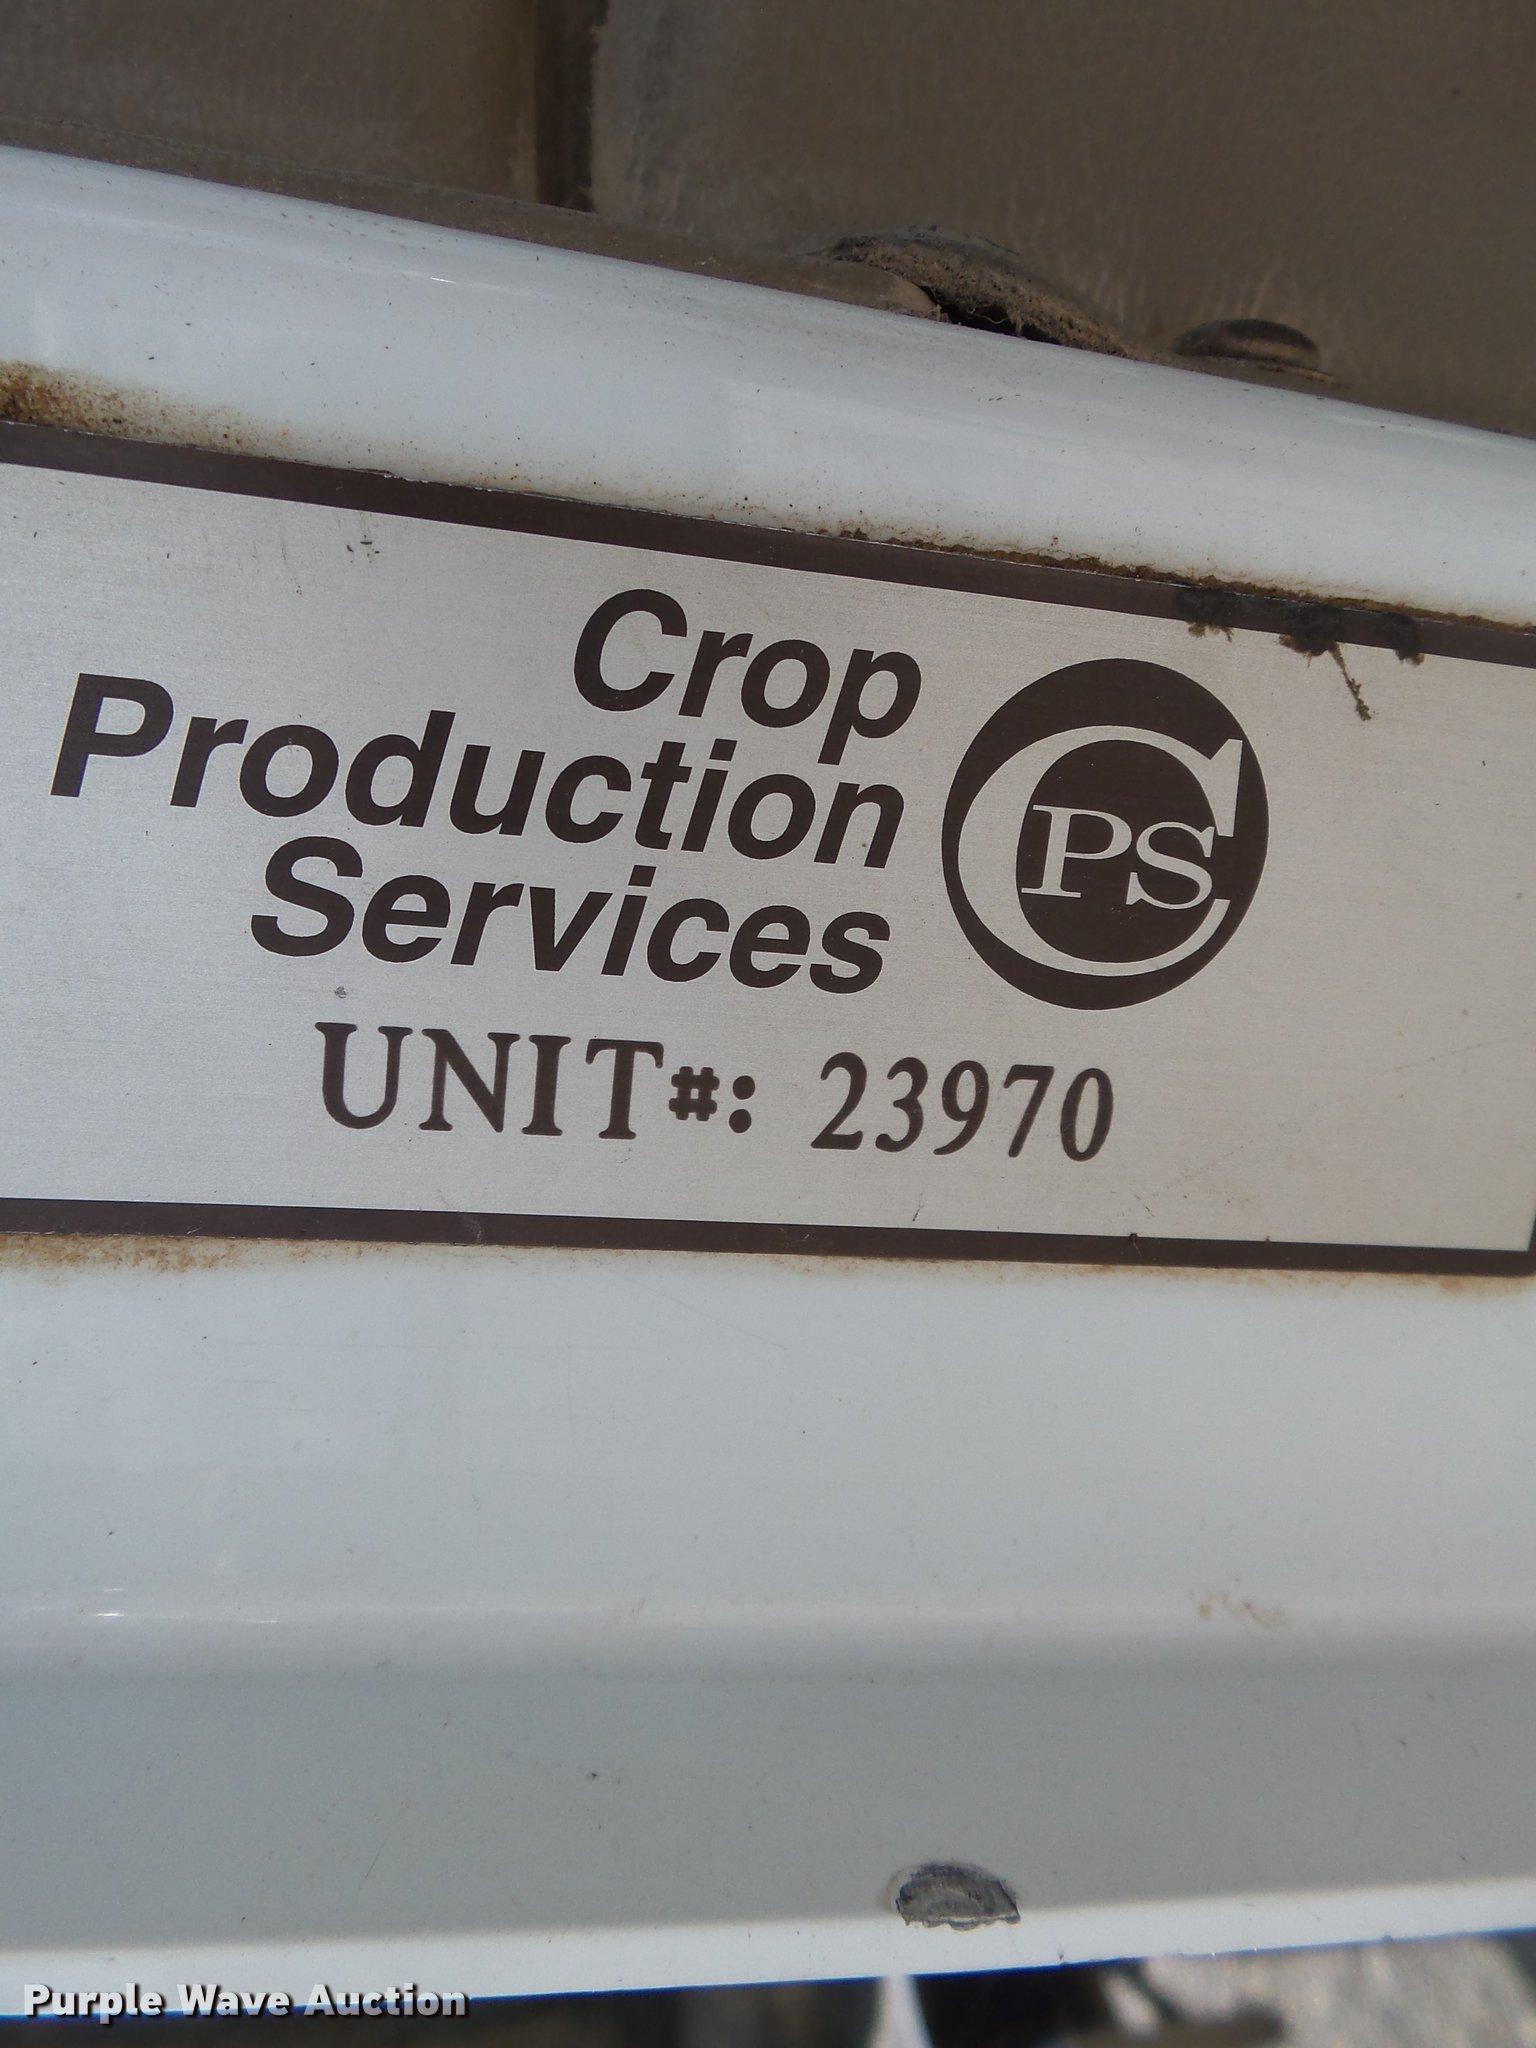 Crop
Production
Services
CPS
UNIT#: 23970
Purple Wave Auction